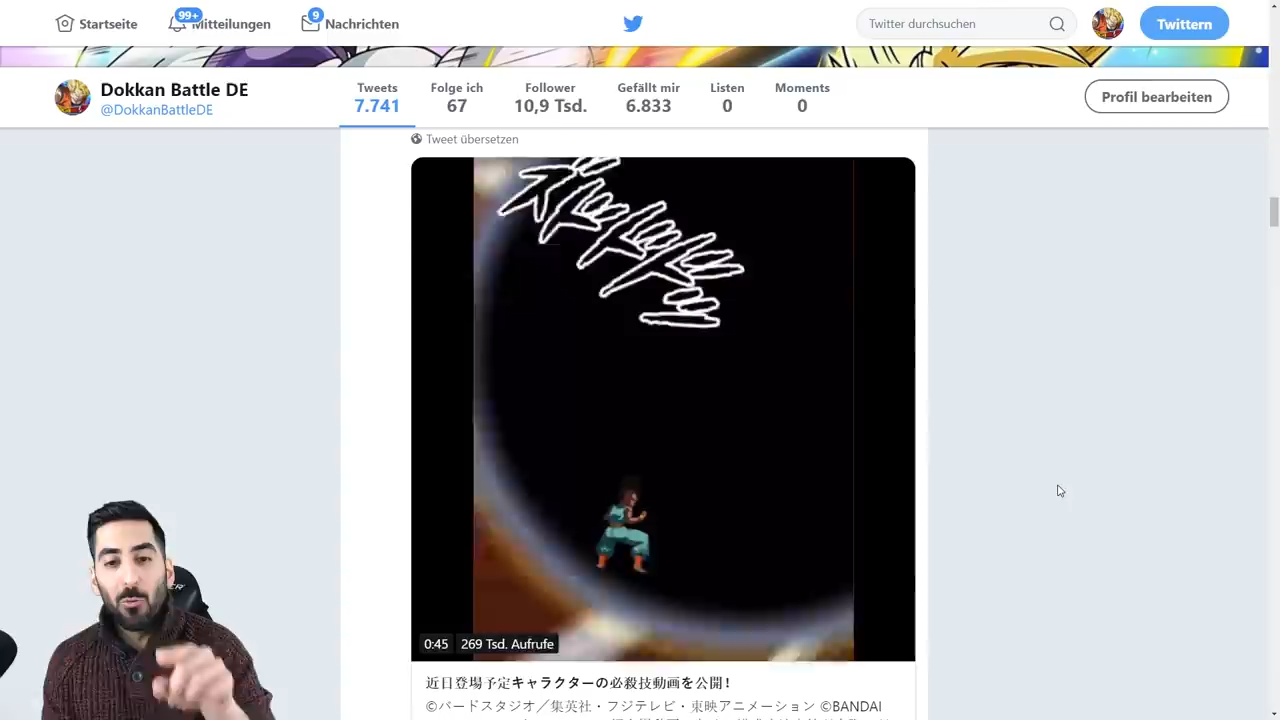 Startseite
99+
Mitteilungen
9
Nachrichten
Twitter durchsuchen
Twittern
Dokkan Battle DE
@DokkanBattleDE
Tweets
7.741
Folge ich
67
Follower
10,9 Tsd.
Gefällt mir
6.833
Listen
0
Moments
0
Profil bearbeiten
Tweet übersetzen
0:45
269 Tsd. Aufrufe
近日登場予定キャラクターの必殺技動画を公開！
©バードスタジオ／集英社・フジテレビ・東映アニメーション ©BANDAI